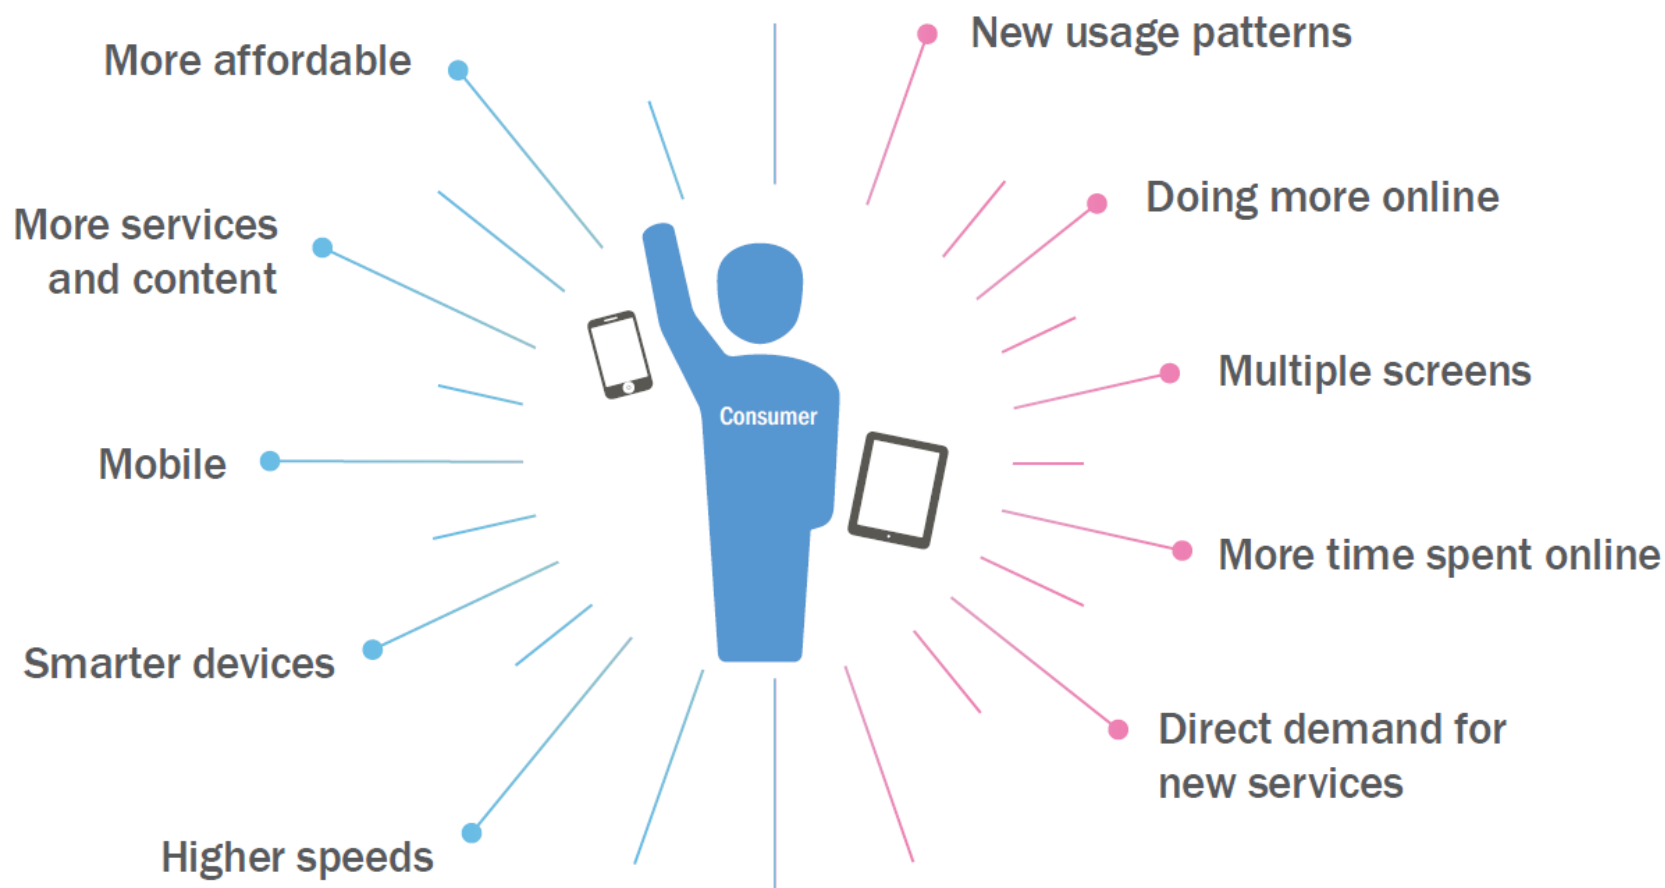 More affordable
More services
and content
Mobile
Smarter devices
Higher speeds
Consumer
New usage patterns
Doing more online
Multiple screens
More time spent online
Direct demand for
new services